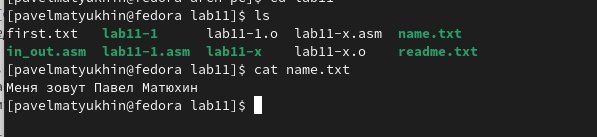 [pavelmatyukhin@fedora lab11]$ ls
first.txt lab11-1 lab11-1.o lab11-x.asm name.txt
in_out.asm lab11-1.asm lab11-x lab11-x.o readme.txt
[pavelmatyukhin@fedora lab11]$ cat name.txt
Меня зовут Павел Матюхин
[pavelmatyukhin@fedora lab11]$